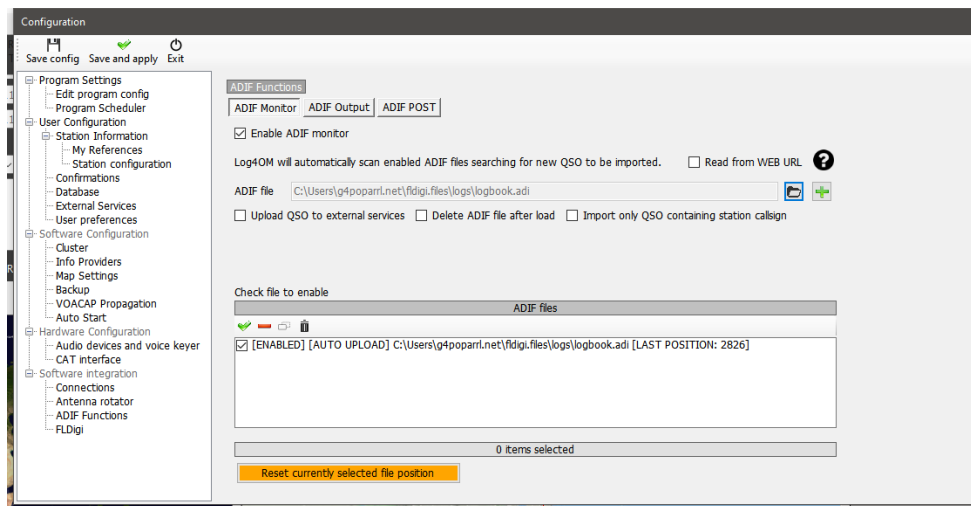 Configuration
Save config Save and apply Exit
Program Settings
Edit program config
Program Scheduler
User Configuration
Station Information
My References
Station configuration
Confirmations
Database
External Services
User preferences
Software Configuration
Cluster
Info Providers
Map Settings
Backup
VOACAP Propagation
Auto Start
Hardware Configuration
Audio devices and voice keyer
CAT interface
Software integration
Connections
Antenna rotator
ADIF Functions
FLDigi
ADIF Functions
ADIF Monitor ADIF Output ADIF POST
Enable ADIF monitor
Log4OM will automatically scan enabled ADIF files searching for new QSO to be imported. Read from WEB URL ?
ADIF file C:\Users\g4poparrl.net\fldigi.files\logs\logbook.adi
Upload QSO to external services Delete ADIF file after load Import only QSO containing station callsign
Check file to enable
ADIF files
[ENABLED] [AUTO UPLOAD] C:\Users\g4poparrl.net\fldigi.files\logs\logbook.adi [LAST POSITION: 2826]
0 items selected
Reset currently selected file position